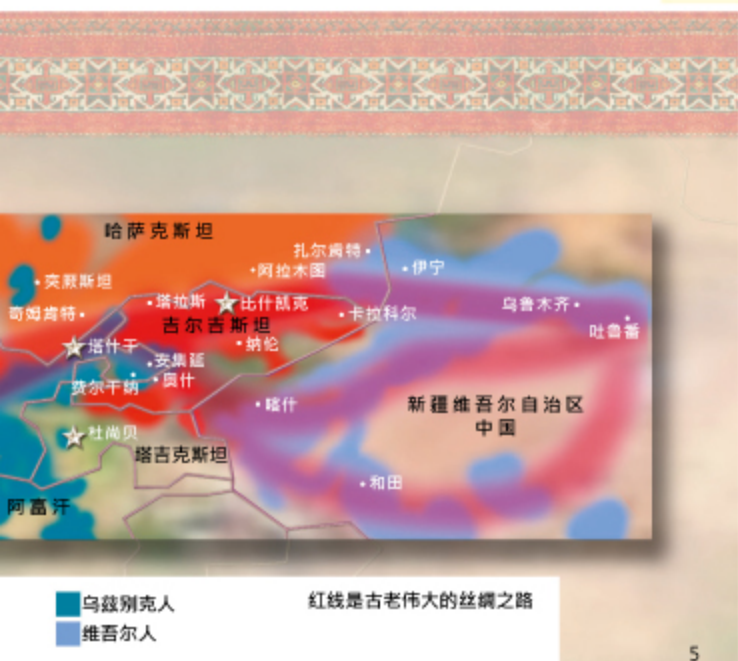 哈萨克斯坦
扎尔肯特
阿拉木图
伊宁
突厥斯坦
塔拉斯
比什凯克
乌鲁木齐
奇姆肯特
卡拉科尔
吉尔吉斯坦
吐鲁番
塔什干
纳伦
安集延
奥什
费尔干纳
喀什
新疆维吾尔自治区
中国
杜尚贝
塔吉克斯坦
和田
阿富汗
乌兹别克人
红线是古老伟大的丝绸之路
维吾尔人
5